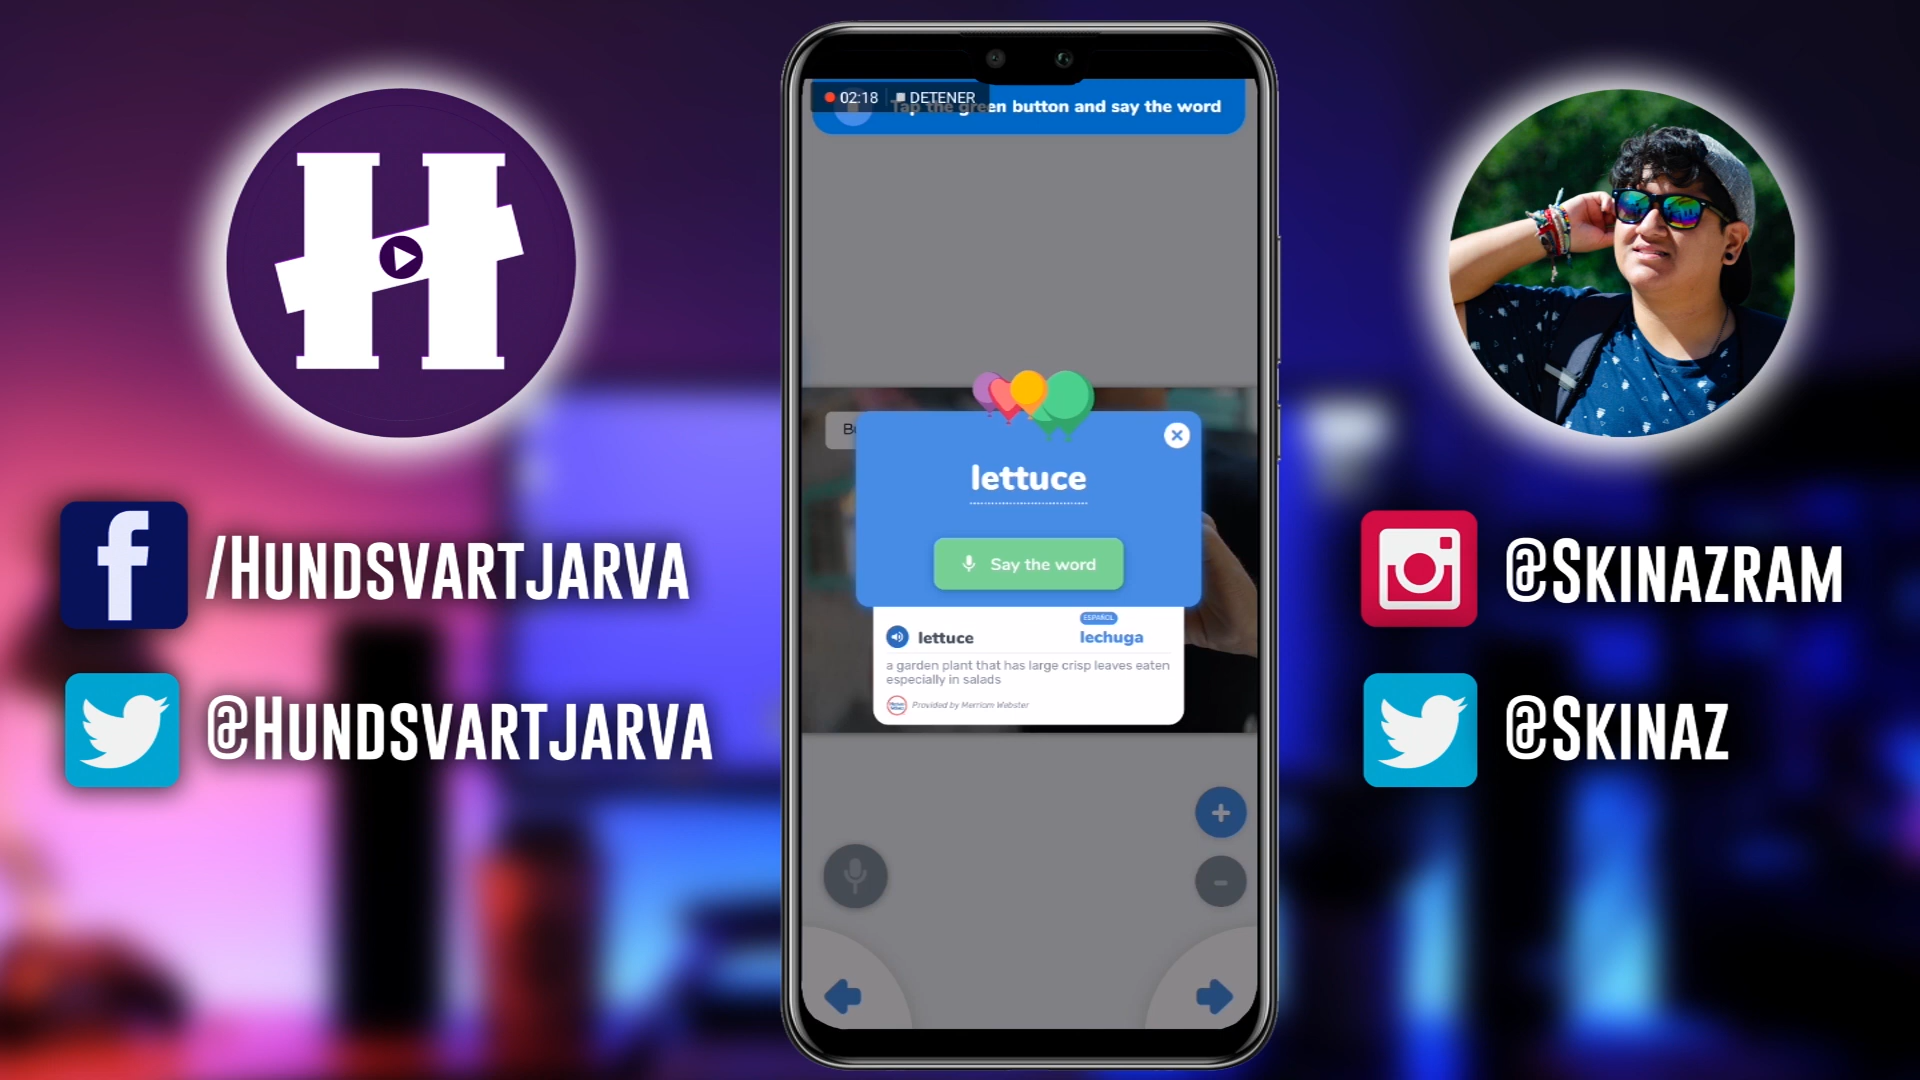 H
02:18 DETENER
Tap the green button and say the word
lettuce
Say the word
lettuce
ESPAÑOL
lechuga
a garden plant that has large crisp leaves eaten
especially in salads
Provided by Merriam Webster
/HUNDSVARTJARVA
@HUNDSVARTJARVA
@SKINAZRAM
@SKINAZ